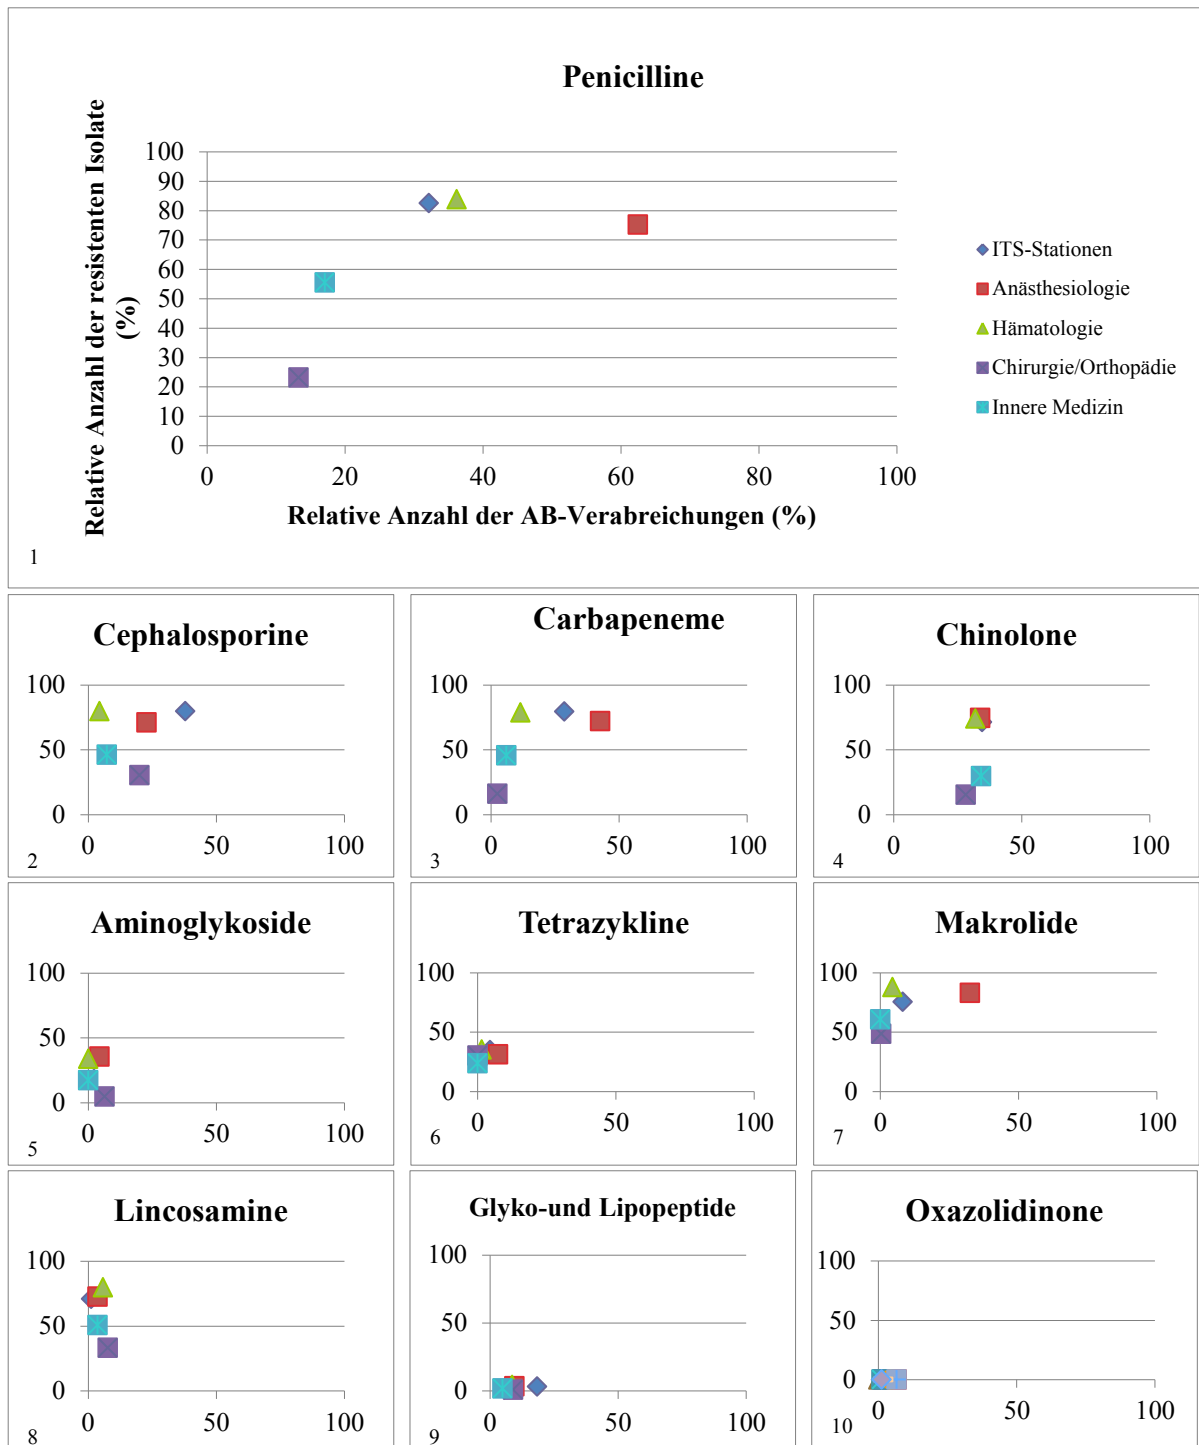 Penicilline
Relative Anzahl der resistenten Isolate
(%)
100
90
80
70
60
50
40
30
20
10
0
0 20 40 60 80 100
Relative Anzahl der AB-Verabreichungen (%)
ITS-Stationen
Anästhesiologie
Hämatologie
Chirurgie/Orthopädie
Innere Medizin
1
Cephalosporine
100
50
0
0 50 100
2
Carbapeneme
100
50
0
0 50 100
3
Chinolone
100
50
0
0 50 100
4
Aminoglykoside
100
50
0
0 50 100
5
Tetrazykline
100
50
0
0 50 100
6
Makrolide
100
50
0
0 50 100
7
Lincosamine
100
50
0
0 50 100
8
Glyko-und Lipopeptide
100
50
0
0 50 100
9
Oxazolidinone
100
50
0
0 50 100
10